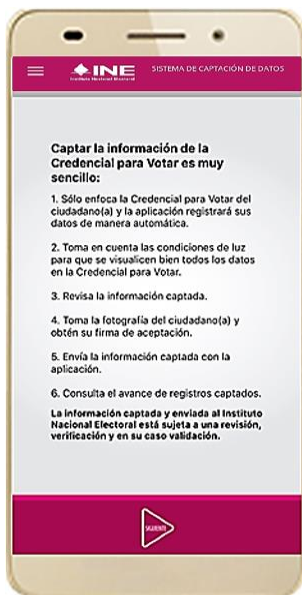 INE
Instituto Nacional Electoral
SISTEMA DE CAPTACIÓN DE DATOS
Captar la información de la
Credencial para Votar es muy
sencillo:
1. Sólo enfoca la Credencial para Votar del
ciudadano(a) y la aplicación registrará sus
datos de manera automática.
2. Toma en cuenta las condiciones de luz
para que se visualicen bien todos los datos
en la Credencial para Votar.
3. Revisa la información captada.
4. Toma la fotografía del ciudadano(a) y
obtén su firma de aceptación.
5. Envía la información captada con la
aplicación.
6. Consulta el avance de registros captados.
La información captada y enviada al Instituto
Nacional Electoral está sujeta a una revisión,
verificación y en su caso validación.
SIGUIENTE